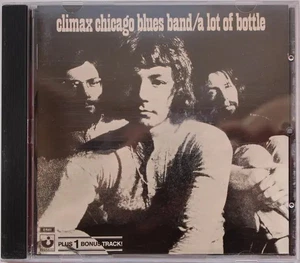 climax chicago blues band/a lot of bottle
PLUS 1 BONUS TRACK!